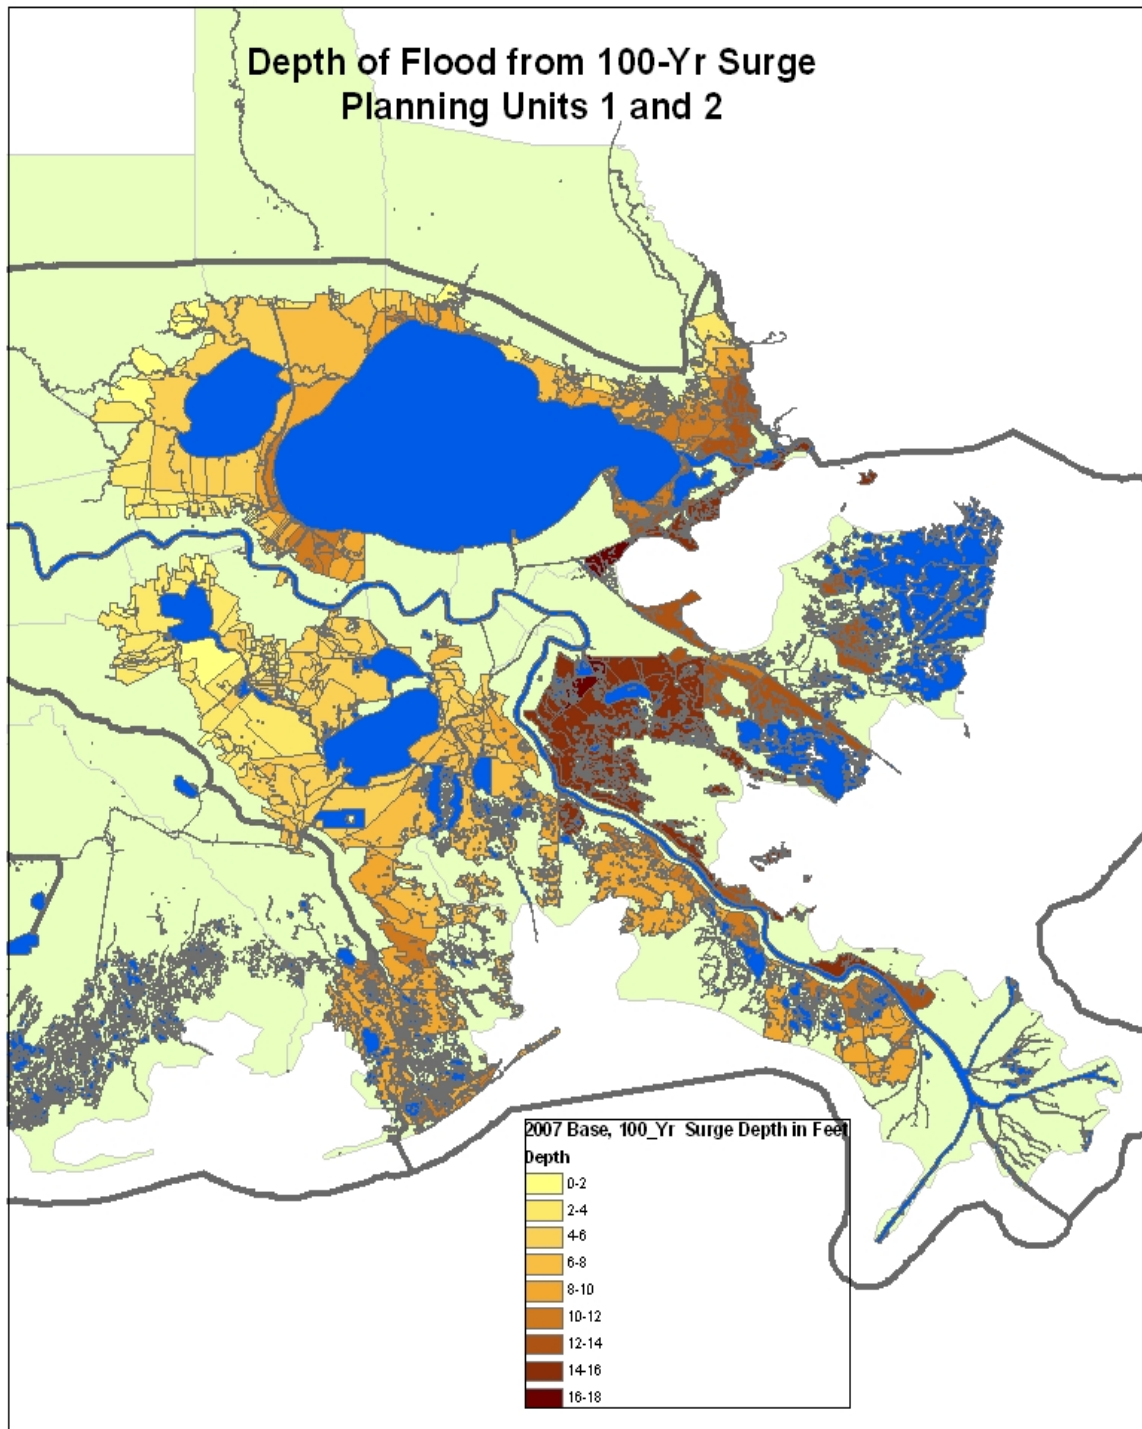 Depth of Flood from 100-Yr Surge
Planning Units 1 and 2
2007 Base, 100_Yr Surge Depth in Feet
Depth
0-2
2-4
4-6
6-8
8-10
10-12
12-14
14-16
16-18